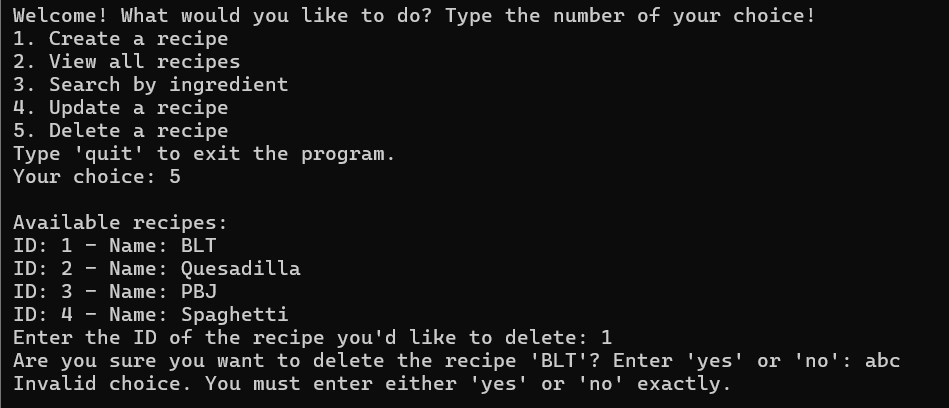 Welcome! What would you like to do? Type the number of your choice!
1. Create a recipe
2. View all recipes
3. Search by ingredient
4. Update a recipe
5. Delete a recipe
Type 'quit' to exit the program.
Your choice: 5

Available recipes:
ID: 1 - Name: BLT
ID: 2 - Name: Quesadilla
ID: 3 - Name: PBJ
ID: 4 - Name: Spaghetti
Enter the ID of the recipe you'd like to delete: 1
Are you sure you want to delete the recipe 'BLT'? Enter 'yes' or 'no': abc
Invalid choice. You must enter either 'yes' or 'no' exactly.